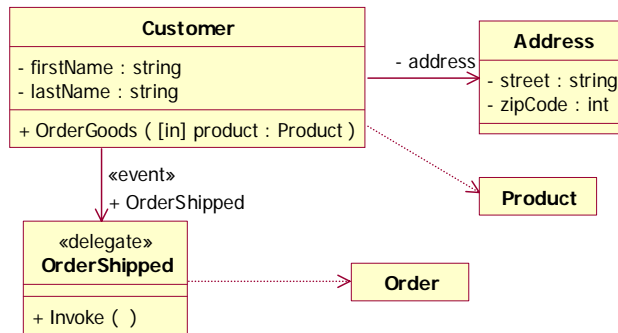 Customer
- firstName : string
- lastName : string
+ OrderGoods ( [in] product : Product )
- address
Address
- street : string
- zipCode : int
«event»
+ OrderShipped
Product
«delegate»
OrderShipped
+ Invoke ( )
Order